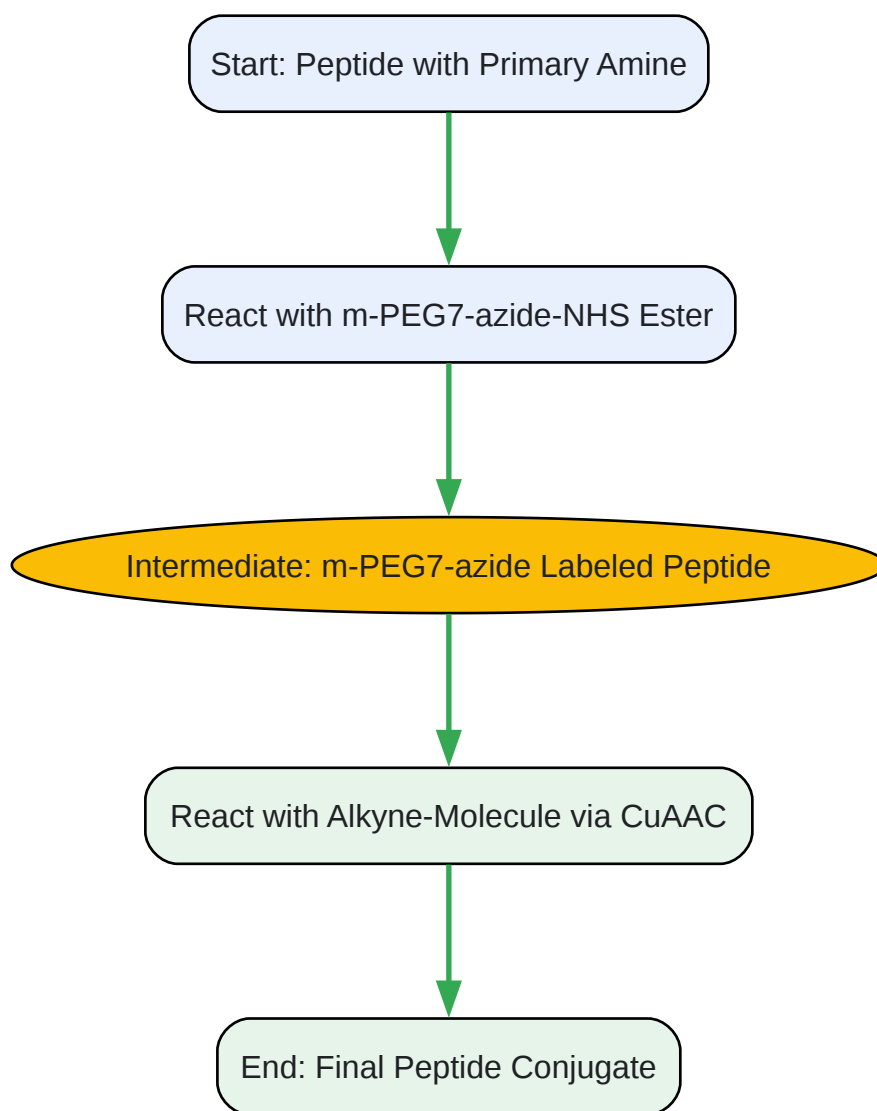 Start: Peptide with Primary Amine
React with m-PEG7-azide-NHS Ester
Intermediate: m-PEG7-azide Labeled Peptide
React with Alkyne-Molecule via CuAAC
End: Final Peptide Conjugate